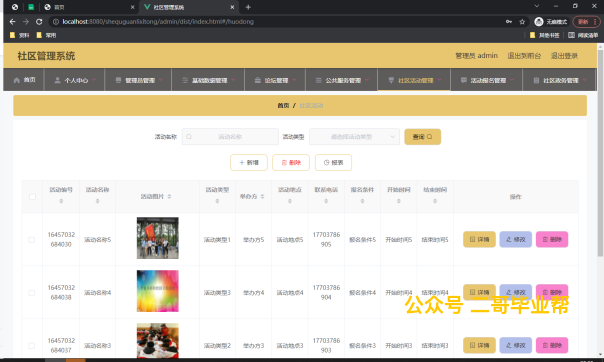 首页
社区管理系统
localhost:8080/shequguanlixitong/admin/dist/index.html#/huodong
无痕模式
更新
资料
常用
其他书签
阅读清单
社区管理系统
管理员 admin
退出到前台
退出登录
首页
个人中心
管理员管理
基础数据管理
论坛管理
公共服务管理
社区活动管理
活动报名管理
社区政务管理
首页 / 社区活动
活动名称
活动名称
活动类型
请选择活动类型
查询
新增
删除
报表
活动编号 活动名称 活动图片 活动类型 举办方 活动地点 联系电话 报名条件 开始时间 结束时间 操作
16457032684030 活动名称5 活动类型1 举办方5 活动地点5 17703786905 报名条件5 开始时间5 结束时间5 详情 修改 删除
16457032684038 活动名称4 活动类型3 举办方4 活动地点4 17703786904 报名条件4 开始时间4 结束时间4 详情 修改 删除
公众号 二哥毕业帮
16457032684037 活动名称3 活动类型2 举办方3 活动地点3 17703786903 报名条件3 开始时间3 结束时间3 详情 修改 删除